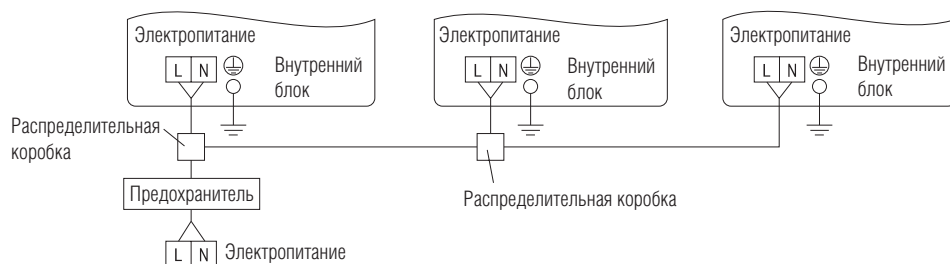 Электропитание
L N
Внутренний
блок
Электропитание
L N
Внутренний
блок
Электропитание
L N
Внутренний
блок
Распределительная
коробка
Распределительная коробка
Предохранитель
L N
Электропитание